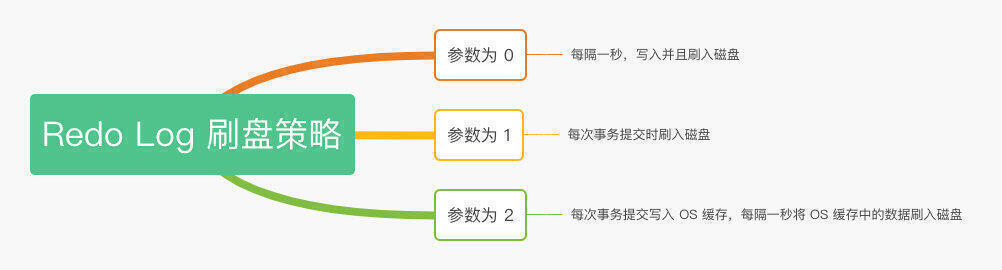 参数为 0
每隔一秒，写入并且刷入磁盘
Redo Log 刷盘策略
参数为 1
每次事务提交时刷入磁盘
参数为 2
每次事务提交写入 OS 缓存，每隔一秒将 OS 缓存中的数据刷入磁盘